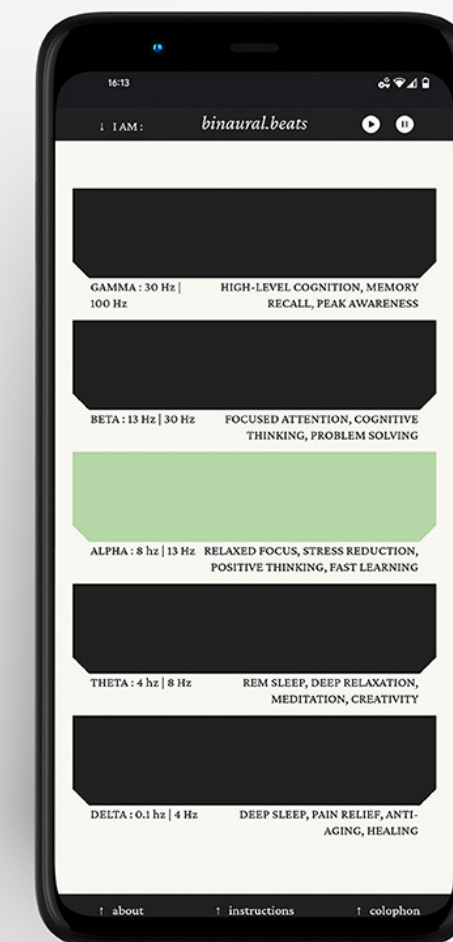 16:13
↓ I AM :
binaural.beats
GAMMA : 30 Hz |
100 Hz
HIGH-LEVEL COGNITION, MEMORY
RECALL, PEAK AWARENESS
BETA : 13 Hz | 30 Hz
FOCUSED ATTENTION, COGNITIVE
THINKING, PROBLEM SOLVING
ALPHA : 8 hz | 13 Hz
RELAXED FOCUS, STRESS REDUCTION,
POSITIVE THINKING, FAST LEARNING
THETA : 4 hz | 8 Hz
REM SLEEP, DEEP RELAXATION,
MEDITATION, CREATIVITY
DELTA : 0.1 hz | 4 Hz
DEEP SLEEP, PAIN RELIEF, ANTI-
AGING, HEALING
↑ about
↑ instructions
↑ colophon